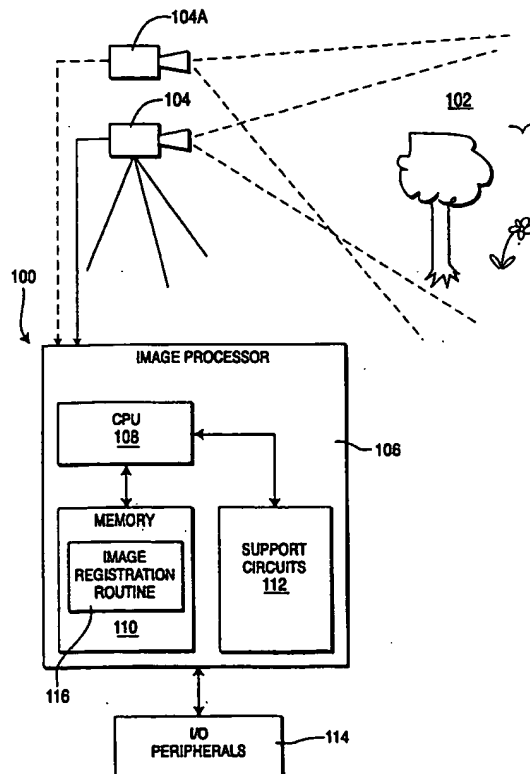 104A
104
102
100
IMAGE PROCESSOR
CPU
108
106
MEMORY
IMAGE
REGISTRATION
ROUTINE
110
SUPPORT
CIRCUITS
112
116
I/O
PERIPHERALS
114